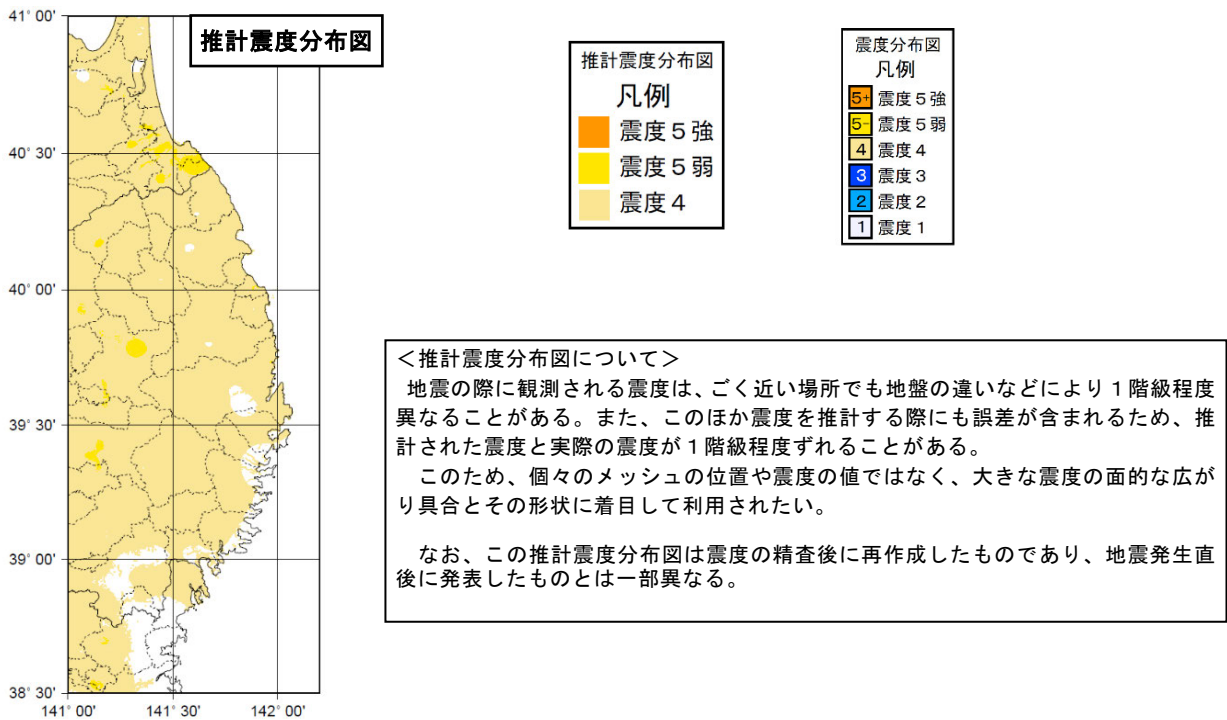 推計震度分布図
41° 00'
40° 30'
40° 00'
39° 30'
39° 00'
38° 30'
141° 00'
141° 30'
142° 00'
推計震度分布図
凡例
震度５強
震度５弱
震度４
震度分布図
凡例
5+ 震度５強
5- 震度５弱
4 震度４
3 震度３
2 震度２
1 震度１
＜推計震度分布図について＞
地震の際に観測される震度は、ごく近い場所でも地盤の違いなどにより１階級程度
異なることがある。また、このほか震度を推計する際にも誤差が含まれるため、推
計された震度と実際の震度が１階級程度ずれることがある。
このため、個々のメッシュの位置や震度の値ではなく、大きな震度の面的な広が
り具合とその形状に着目して利用されたい。
なお、この推計震度分布図は震度の精査後に再作成したものであり、地震発生直
後に発表したものとは一部異なる。